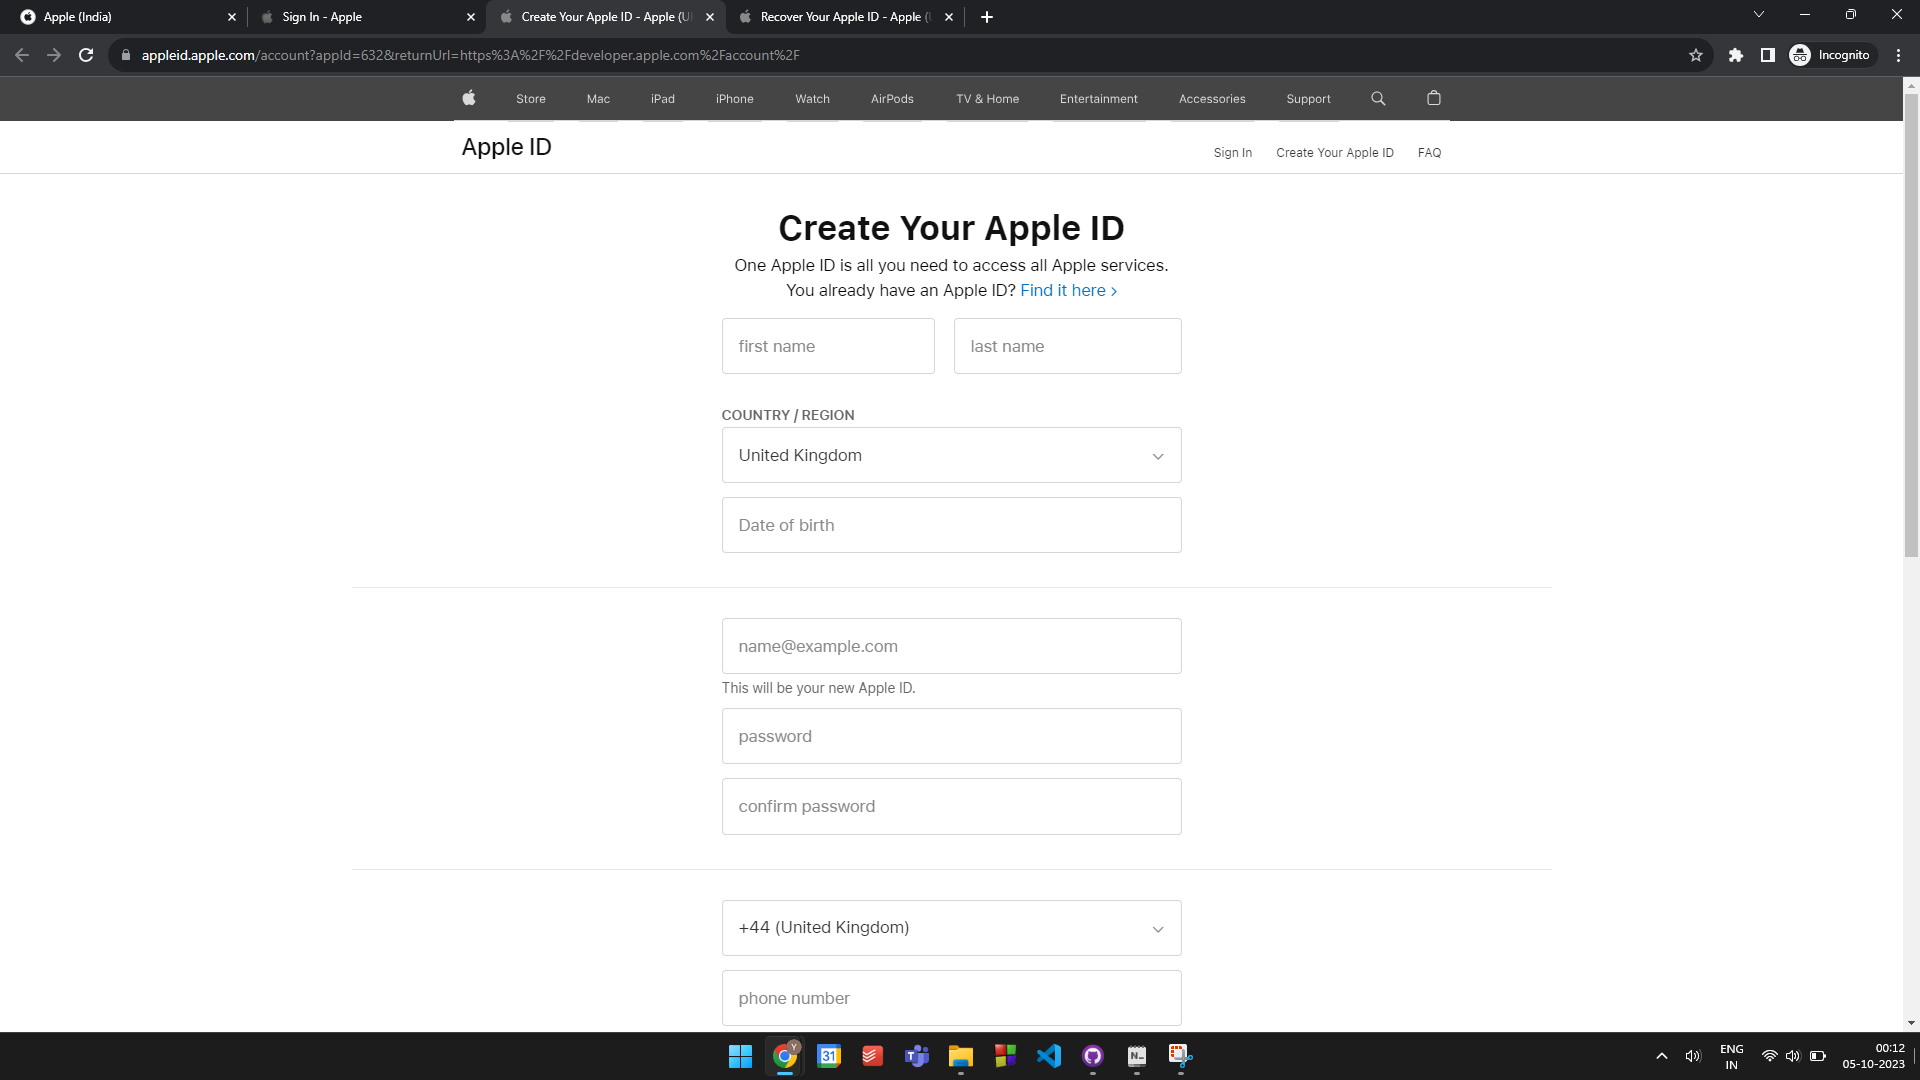 Apple (India)
Sign In - Apple
Create Your Apple ID - Apple (U
Recover Your Apple ID - Apple (
appleid.apple.com/account?appId=632&returnUrl=https%3A%2F%2Fdeveloper.apple.com%2Faccount%2F
Incognito
Store
Mac
iPad
iPhone
Watch
AirPods
TV & Home
Entertainment
Accessories
Support
Apple ID
Sign In
Create Your Apple ID
FAQ
Create Your Apple ID
One Apple ID is all you need to access all Apple services.
You already have an Apple ID? Find it here >
first name
last name
COUNTRY / REGION
United Kingdom
Date of birth
name@example.com
This will be your new Apple ID.
password
confirm password
+44 (United Kingdom)
phone number
Y
31
N
ENG
IN
00:12
05-10-2023